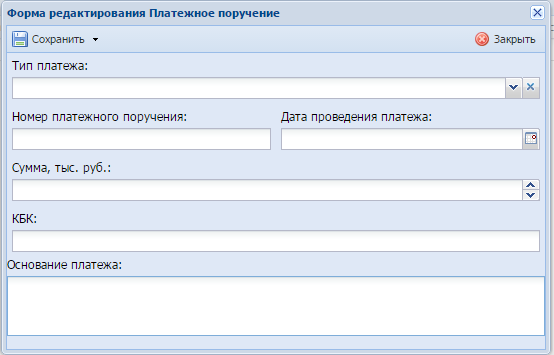 Форма редактирования Платежное поручение
Сохранить Закрыть
Тип платежа:
Номер платежного поручения: Дата проведения платежа:
Сумма, тыс. руб.:
КБК:
Основание платежа: